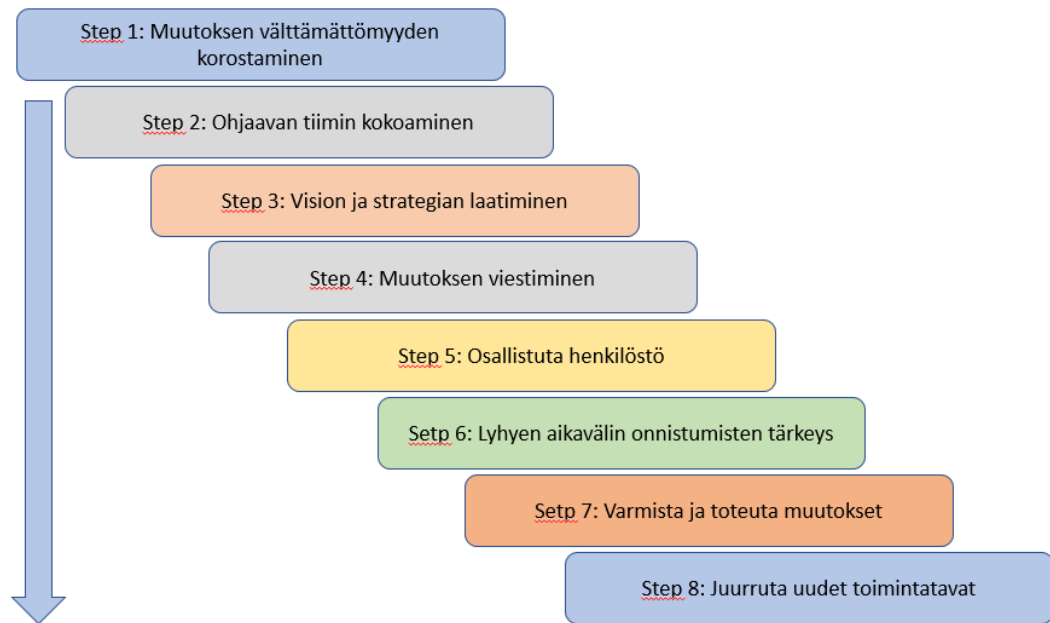 Step 1: Muutoksen välttämättömyyden
korostaminen
Step 2: Ohjaavan tiimin kokoaminen
Step 3: Vision ja strategian laatiminen
Step 4: Muutoksen viestiminen
Step 5: Osallistuta henkilöstö
Setp 6: Lyhyen aikavälin onnistumisten tärkeys
Setp 7: Varmista ja toteuta muutokset
Step 8: Juurruta uudet toimintatavat